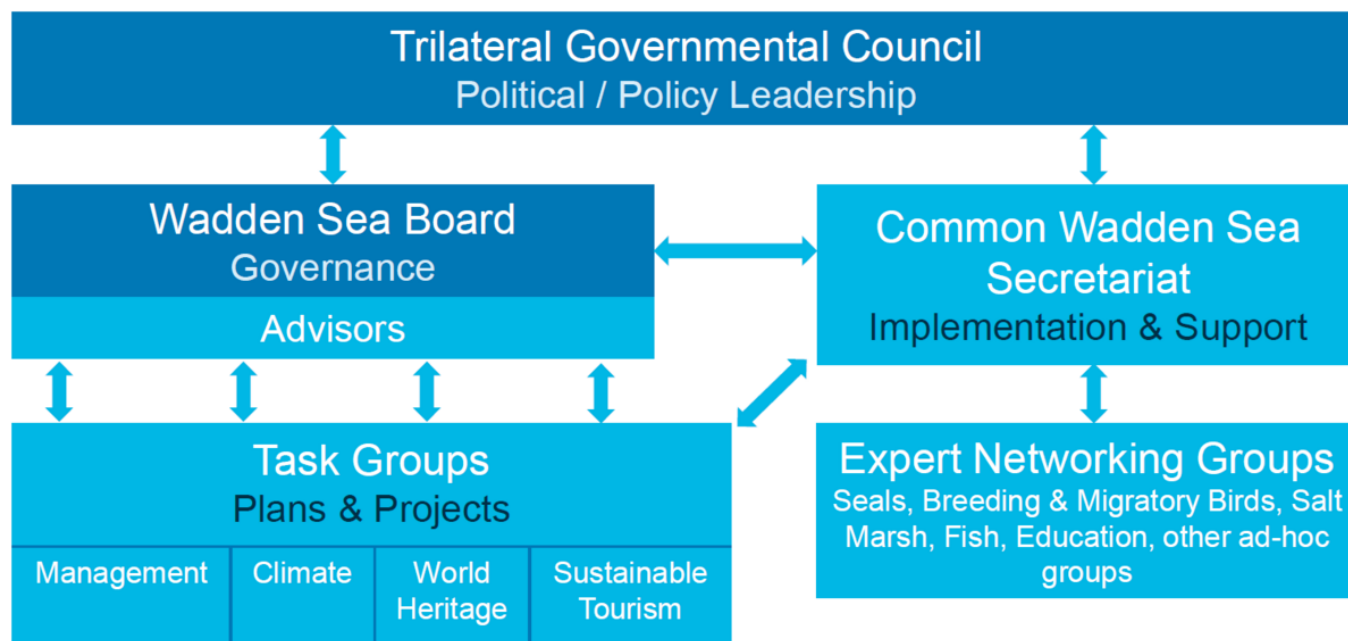 Trilateral Governmental Council
Political / Policy Leadership
Wadden Sea Board
Governance
Advisors
Common Wadden Sea
Secretariat
Implementation & Support
Task Groups
Plans & Projects
Management
Climate
World
Heritage
Sustainable
Tourism
Expert Networking Groups
Seals, Breeding & Migratory Birds, Salt
Marsh, Fish, Education, other ad-hoc
groups